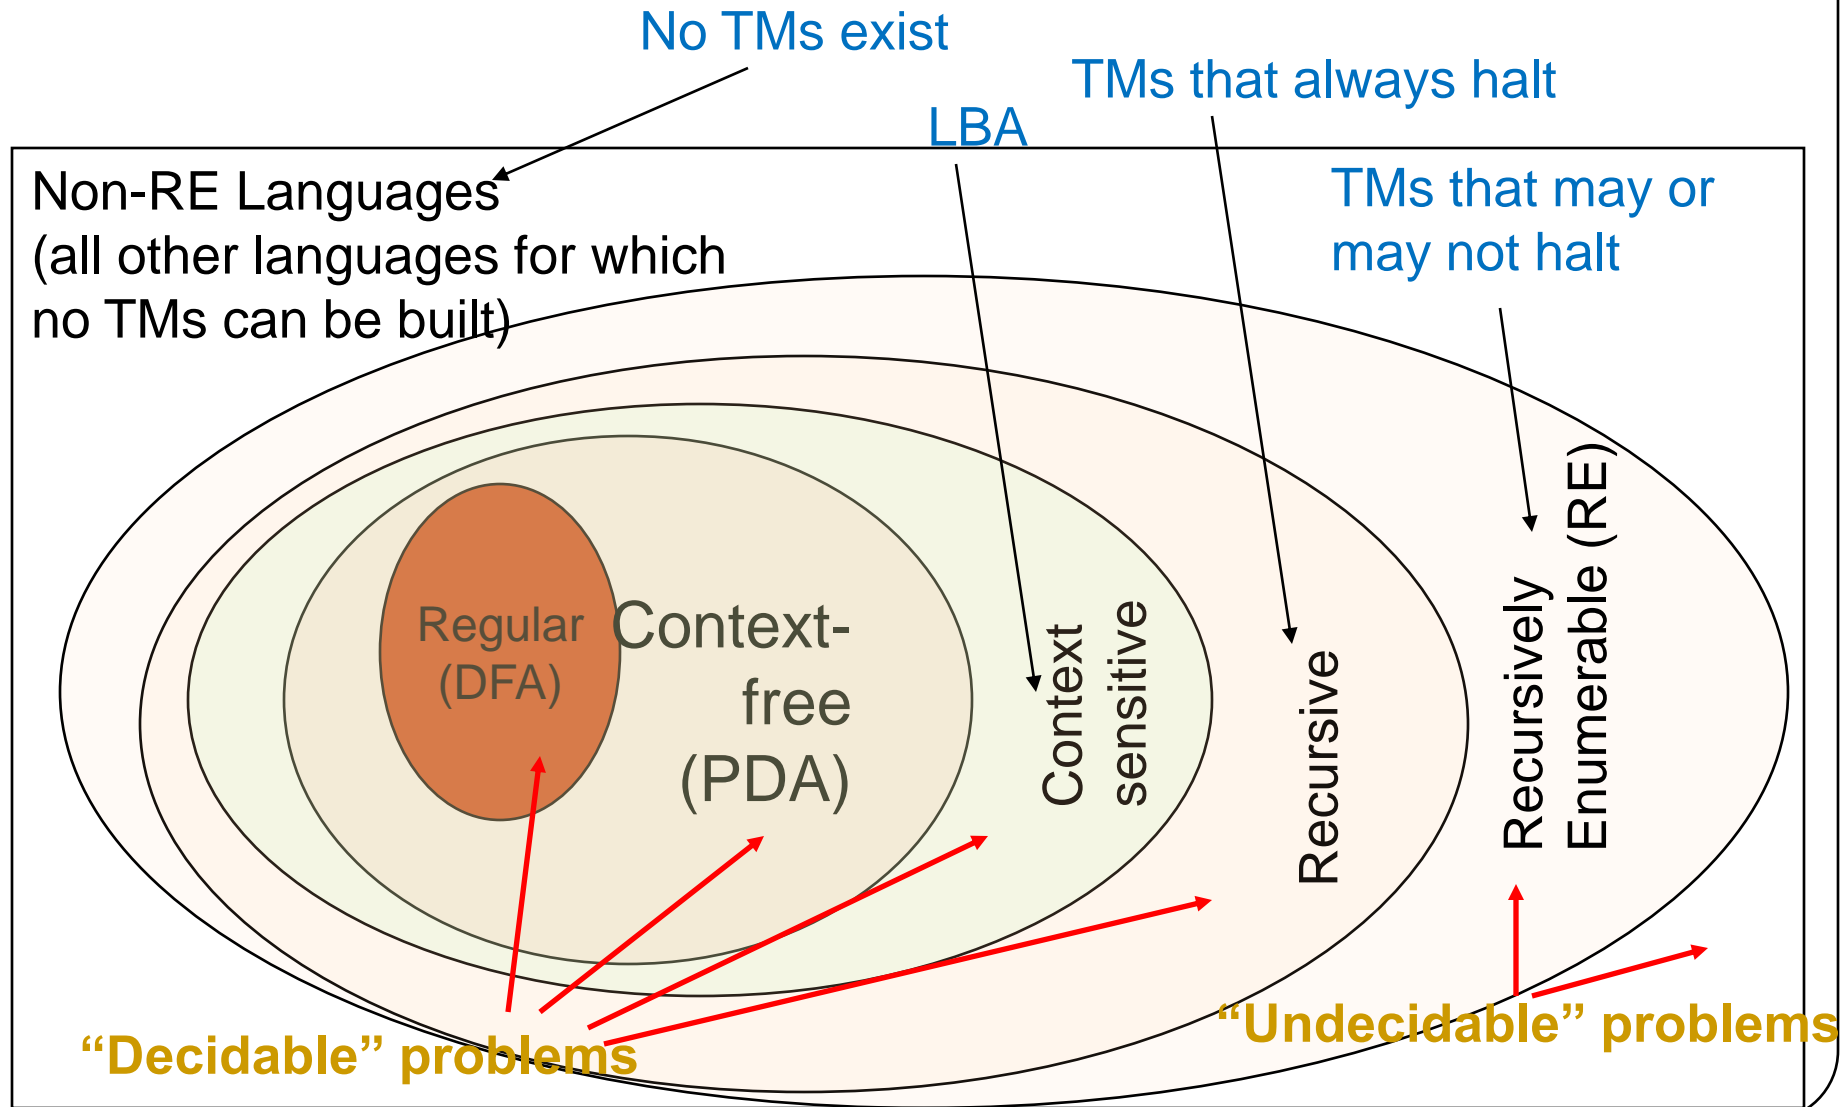 No TMs exist
TMs that always halt
LBA
Non-RE Languages
(all other languages for which
no TMs can be built)
TMs that may or
may not halt
Regular
(DFA)
Context-
free
(PDA)
Context
sensitive
Recursive
Recursively
Enumerable (RE)
“Decidable” problems
“Undecidable” problems